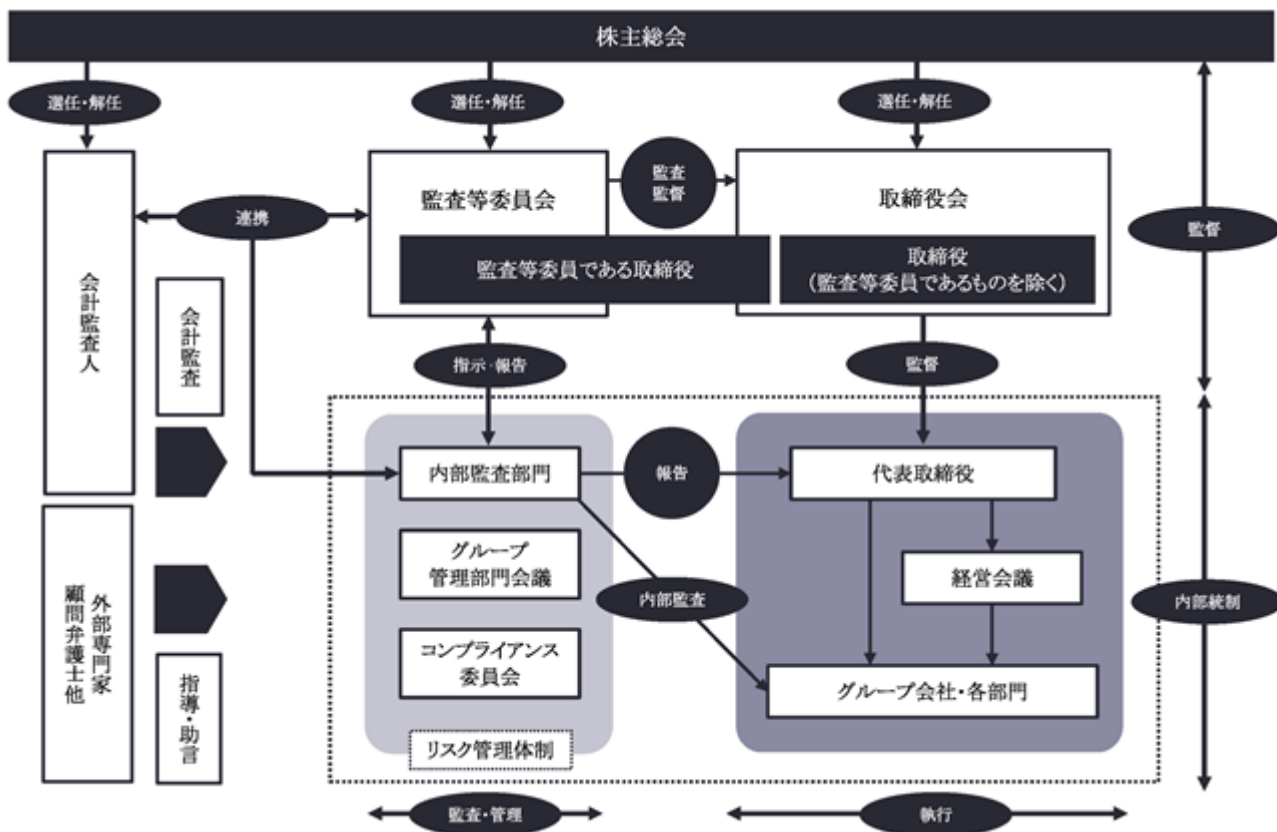 株主総会
選任・解任
選任・解任
選任・解任
監査等委員会
監査
監督
取締役会
連携
監督
監査等委員である取締役
取締役
(監査等委員であるものを除く)
会計監査人
会計監査
指示・報告
監督
内部監査部門
報告
代表取締役
グループ
管理部門会議
経営会議
内部監査
内部統制
コンプライアンス
委員会
グループ会社・各部門
外部専門家
顧問弁護士他
指導・助言
リスク管理体制
監査・管理
執行